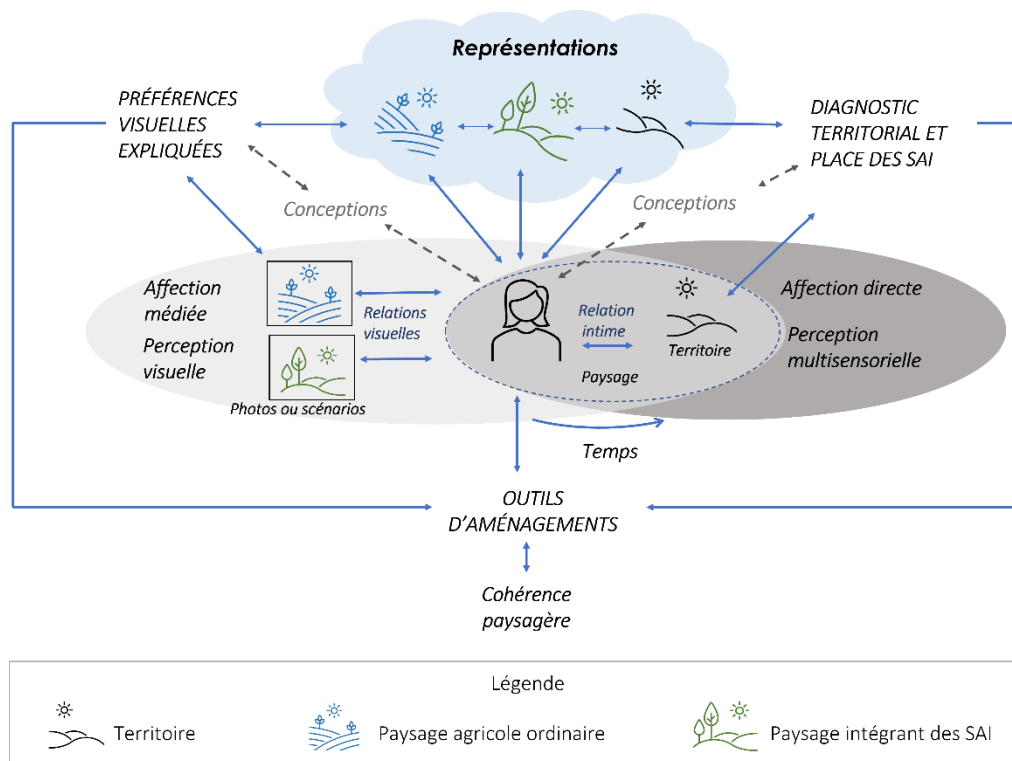 Représentations
PRÉFÉRENCES
VISUELLES
EXPLIQUÉES
DIAGNOSTIC
TERRITORIAL ET
PLACE DES SAI
Conceptions
Conceptions
Affection
médiée
Perception
visuelle
Relations
visuelles
Photos ou scénarios
Relation
intime
Territoire
Paysage
Affection directe
Perception
multisensorielle
Temps
OUTILS
D’AMÉNAGEMENTS
Cohérence
paysagère
Légende
Territoire
Paysage agricole ordinaire
Paysage intégrant des SAI